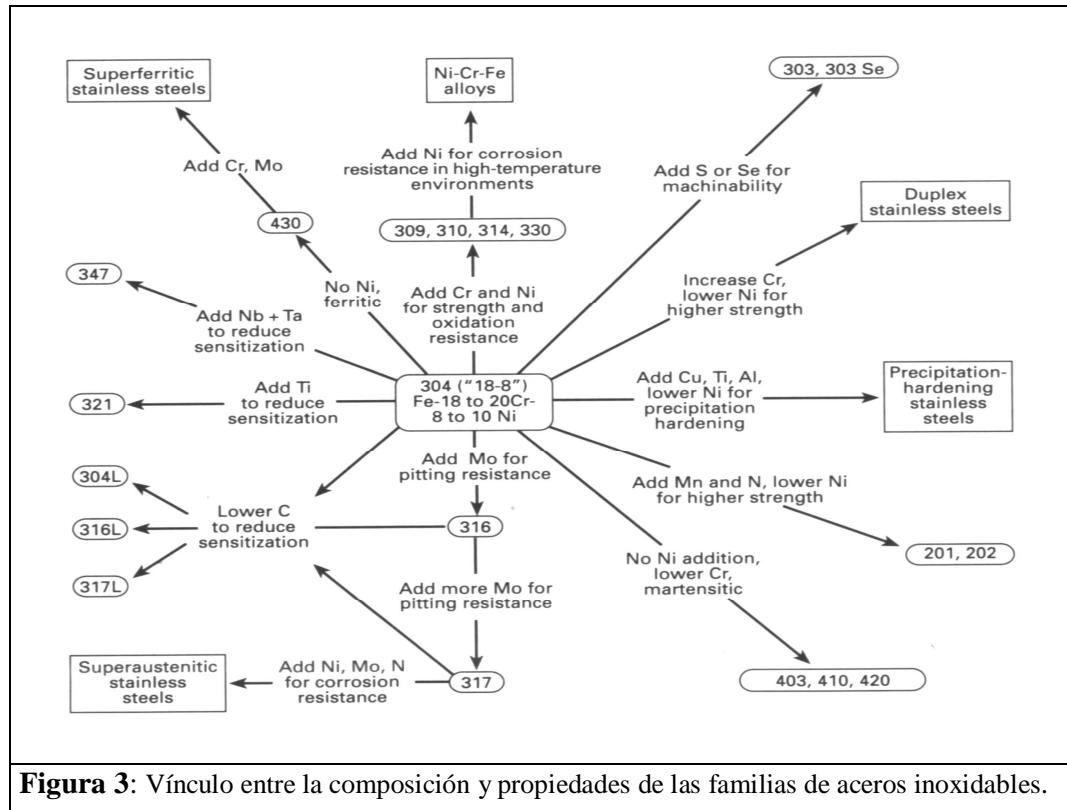 Superferritic
stainless steels
Ni-Cr-Fe
alloys
303, 303 Se
Add Cr, Mo
Add Ni for corrosion
resistance in high-temperature
environments
Add S or Se for
machinability
Duplex
stainless steels
430
309, 310, 314, 330
347
No Ni,
ferritic
Add Cr and Ni
for strength and
oxidation
resistance
Increase Cr,
lower Ni for
higher strength
Add Nb + Ta
to reduce
sensitization
321
Add Ti
to reduce
sensitization
304 ("18-8")
Fe-18 to 20Cr-
8 to 10 Ni
Add Cu, Ti, Al,
lower Ni for
precipitation
hardening
Precipitation-
hardening
stainless
steels
304L
316L
317L
Lower C
to reduce
sensitization
Add Mo for
pitting resistance
316
Add Mn and N, lower Ni
for higher strength
201, 202
No Ni addition,
lower Cr,
martensitic
Add more Mo for
pitting resistance
Superaustenitic
stainless
steels
Add Ni, Mo, N
for corrosion
resistance
317
403, 410, 420
Figura 3: Vínculo entre la composición y propiedades de las familias de aceros inoxidables.